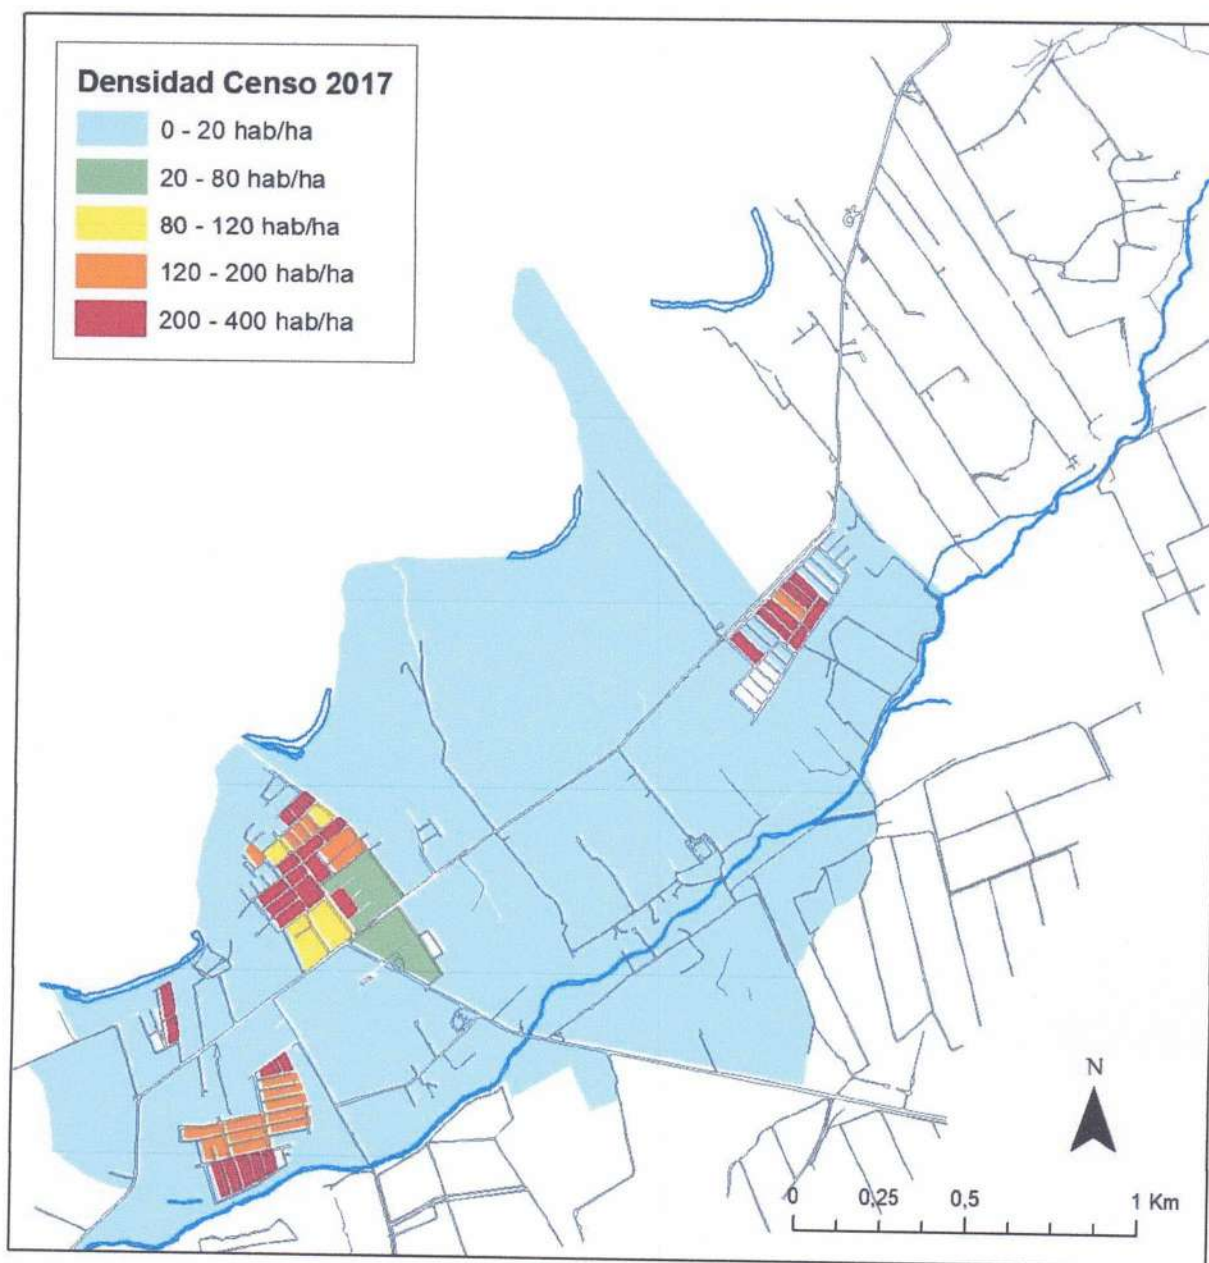 Densidad Censo 2017
0 - 20 hab/ha
20 - 80 hab/ha
80 - 120 hab/ha
120 - 200 hab/ha
200 - 400 hab/ha
N
0 0,25 0,5 1 Km